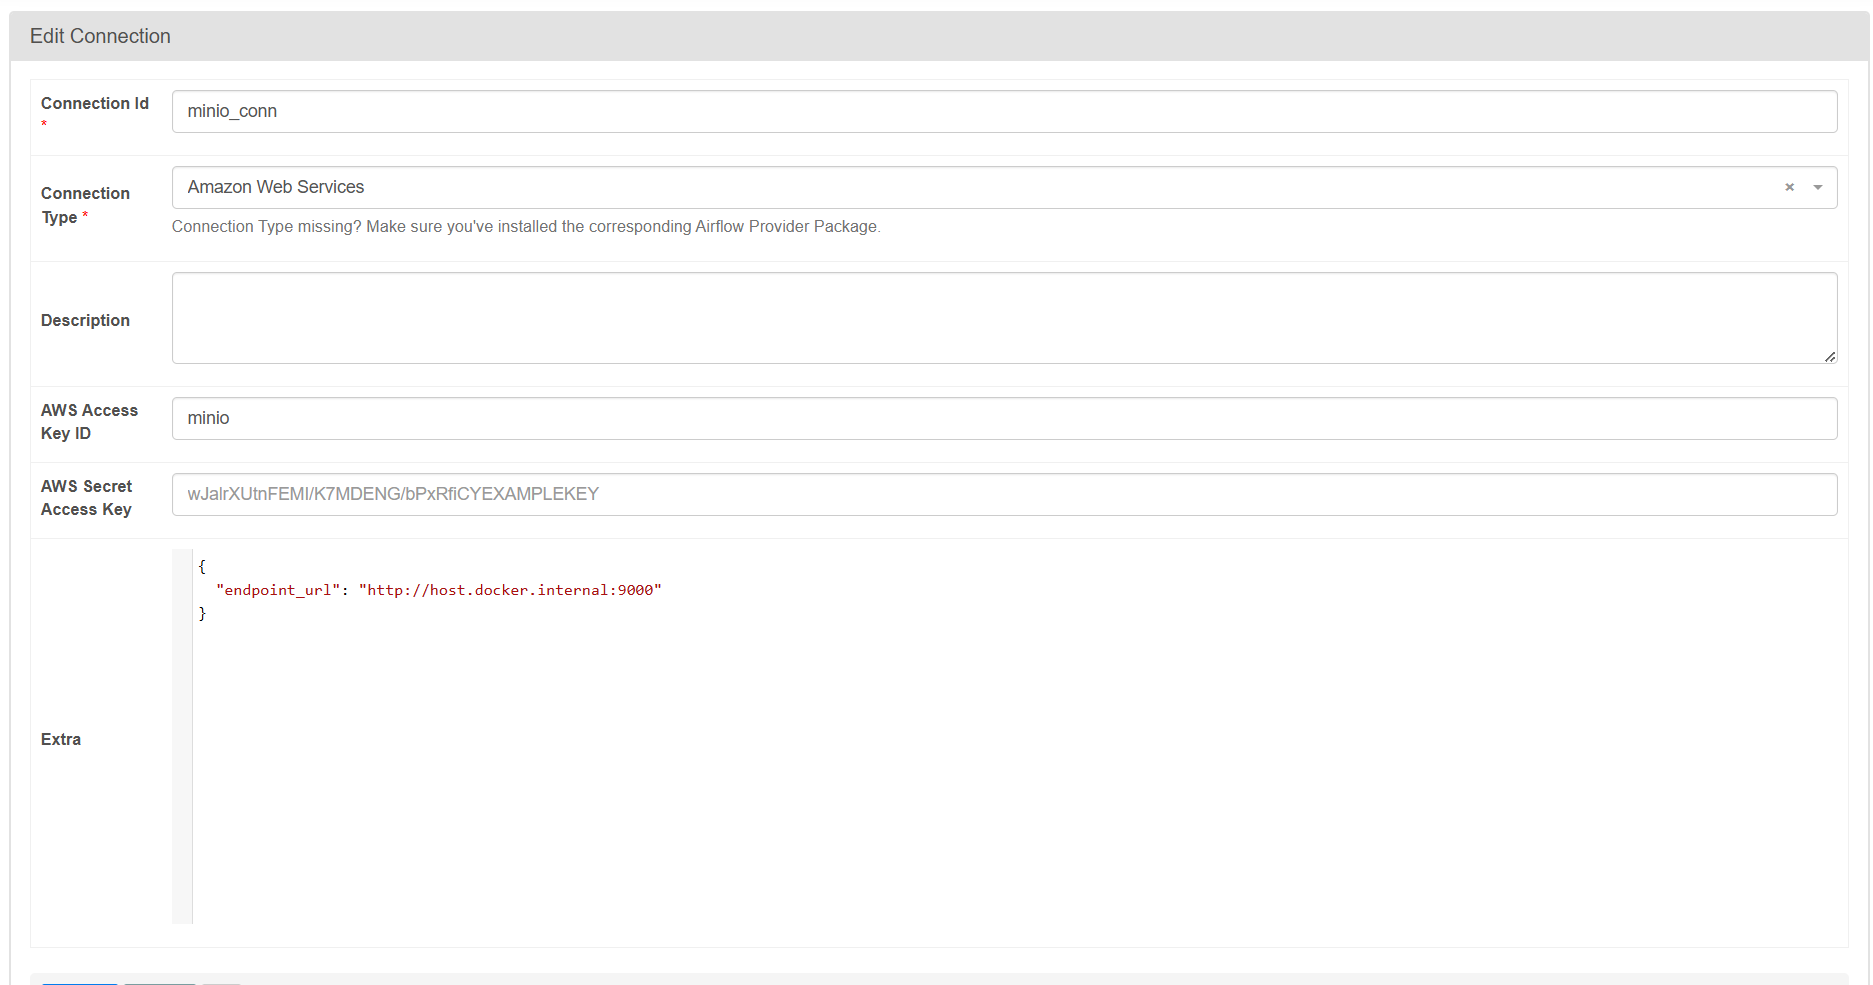 Edit Connection
Connection Id
*
minio_conn
Connection
Type *
Amazon Web Services
×
Connection Type missing? Make sure you've installed the corresponding Airflow Provider Package.
Description
AWS Access
Key ID
minio
AWS Secret
Access Key
wJalrXUtnFEMI/K7MDENG/bPxRfiCYEXAMPLEKEY
Extra
{
"endpoint_url": "http://host.docker.internal:9000"
}